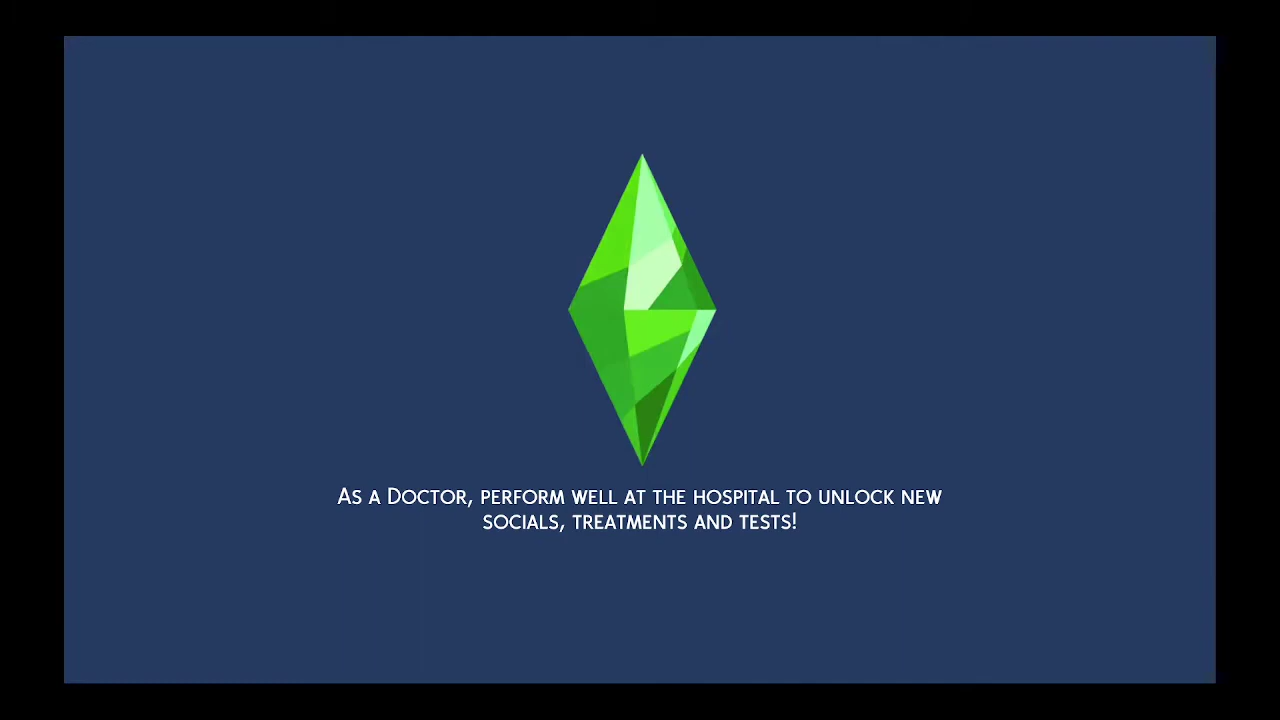 As a Doctor, perform well at the hospital to unlock new
socials, treatments and tests!